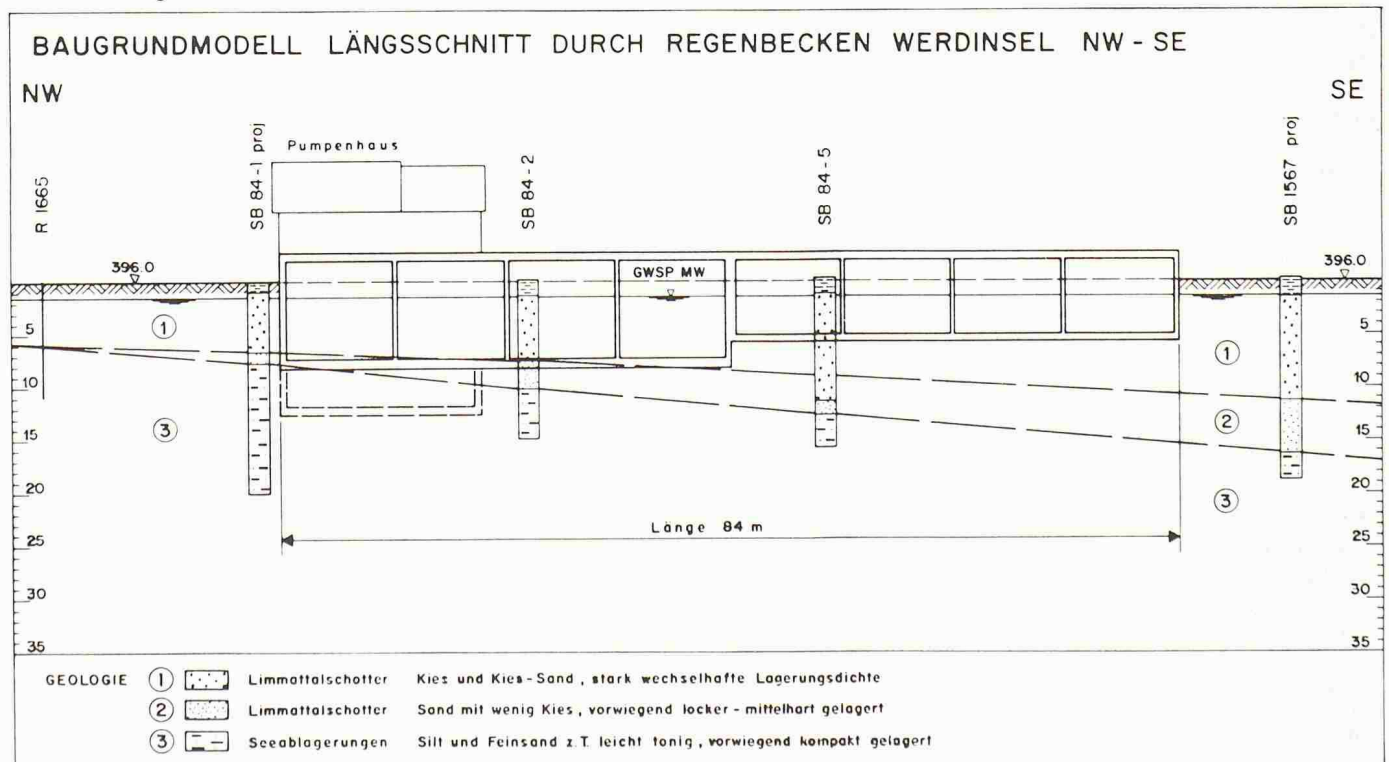 BAUGRUNDMODELL LÄNGSSCHNITT DURCH REGENBECKEN WERDINSEL NW - SE
NW
SE
R 1665
SB 84-1 proj
Pumpenhaus
SB 84-2
SB 84-5
SB 1567 proj
396.0
GWSP MW
396.0
5
1
5
1
10
10
3
2
15
15
20
3
20
Länge 84 m
25
25
30
30
35
35
GEOLOGIE 1 Limmattalschotter Kies und Kies-Sand, stark wechselhafte Lagerungsdichte
2 Limmattalschotter Sand mit wenig Kies, vorwiegend locker - mittelhart gelagert
3 Seeablagerungen Silt und Feinsand z.T. leicht tonig, vorwiegend kompakt gelagert